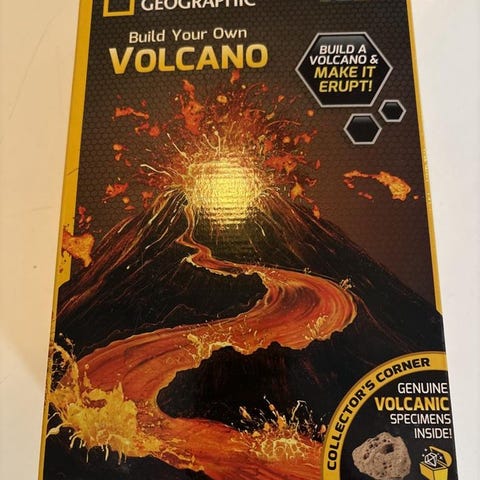 GEOGRAPHIC
Build Your Own
VOLCANO
BUILD A
VOLCANO &
MAKE IT
ERUPT!
COLLECTOR'S CORNER
GENUINE
VOLCANIC
SPECIMENS
INSIDE!